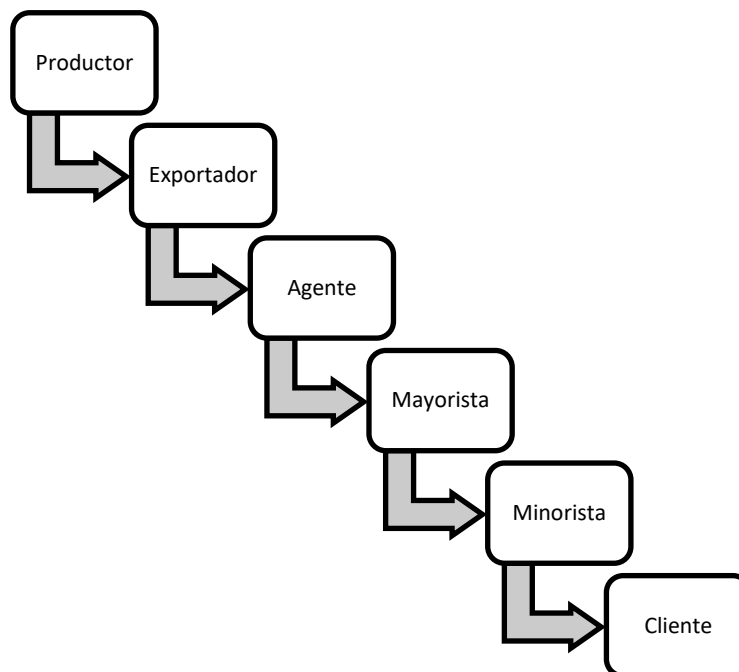 Productor
Exportador
Agente
Mayorista
Minorista
Cliente